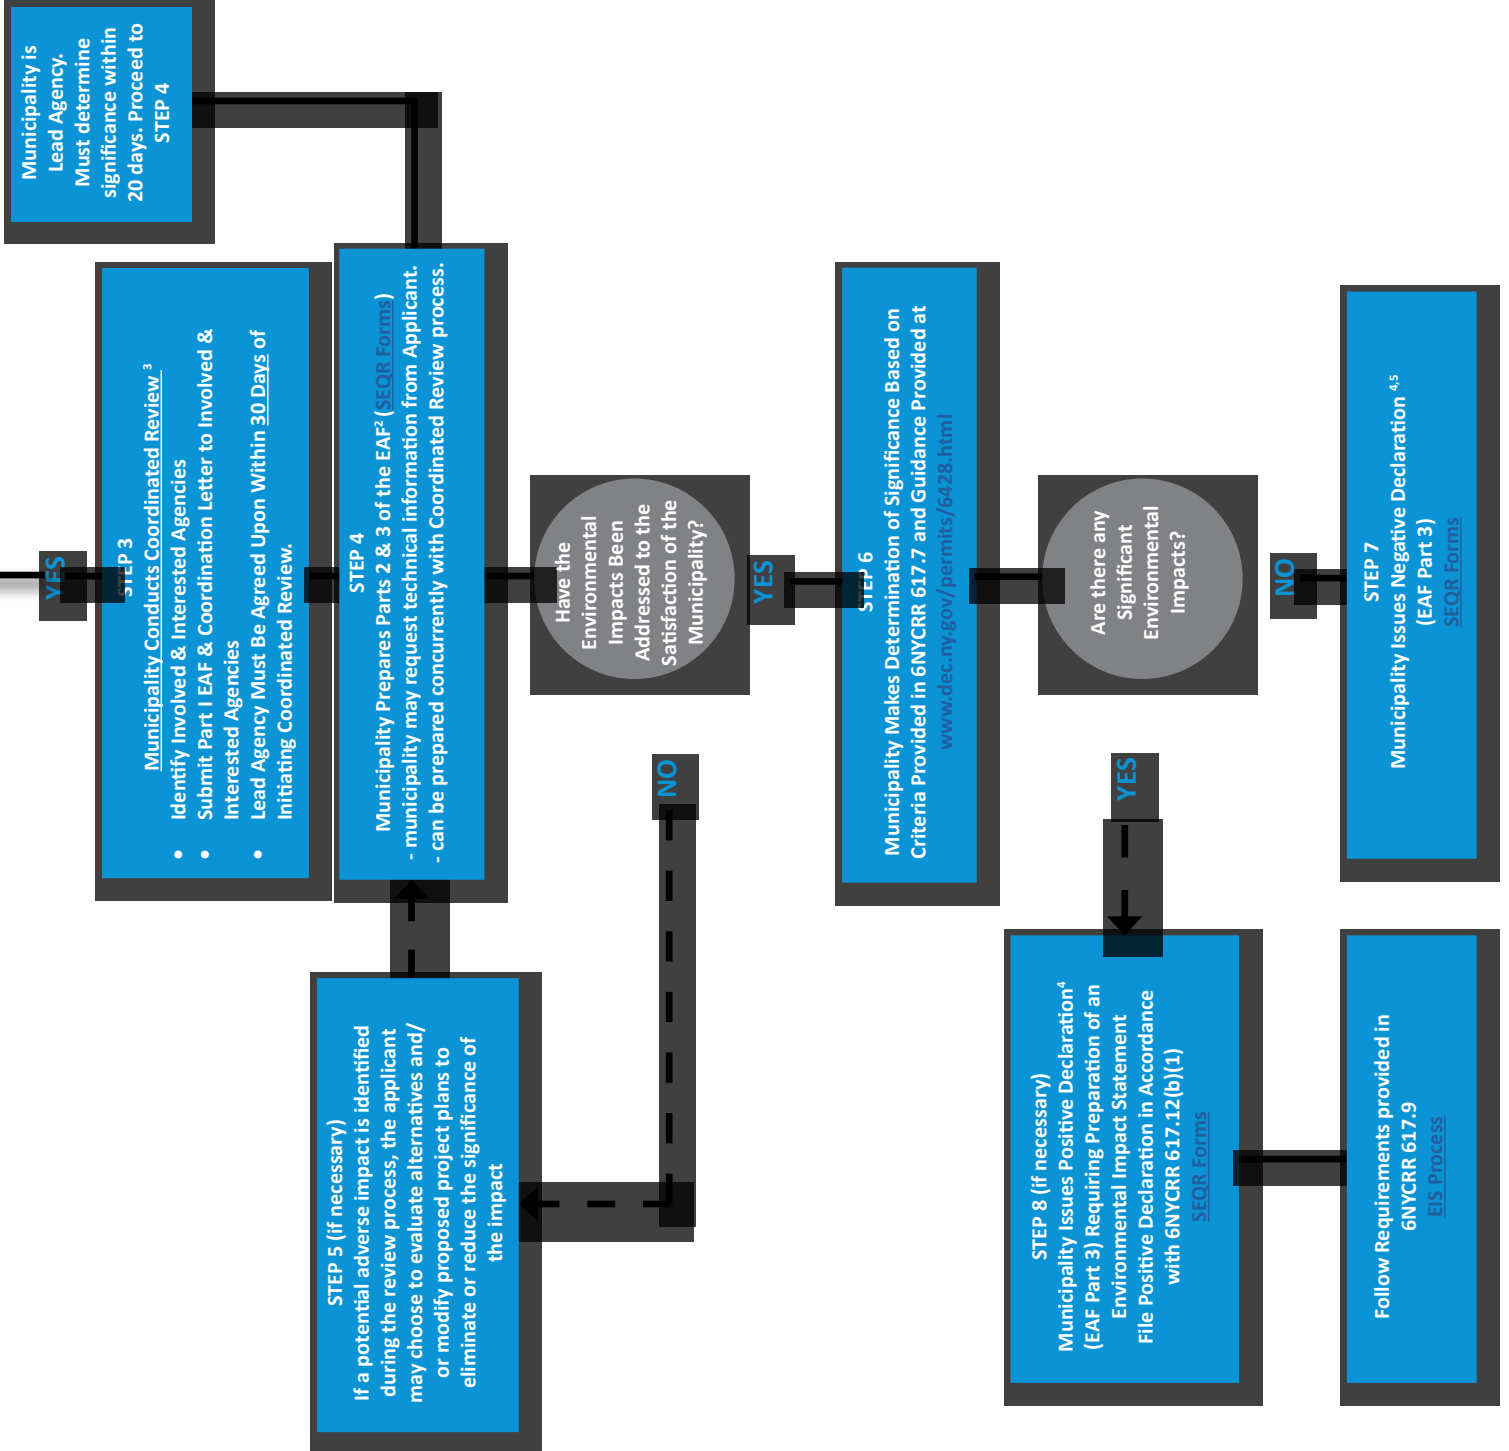 Municipality is
Lead Agency.
Must determine
significance within
20 days. Proceed to
STEP 4
YES
STEP 3
Municipality Conducts Coordinated Review 3
• Identify Involved & Interested Agencies
• Submit Part I EAF & Coordination Letter to Involved &
Interested Agencies
• Lead Agency Must Be Agreed Upon Within 30 Days of
Initiating Coordinated Review.
STEP 4
Municipality Prepares Parts 2 & 3 of the EAF2 (SEQR Forms)
- municipality may request technical information from Applicant.
- can be prepared concurrently with Coordinated Review process.
Have the
Environmental
Impacts Been
Addressed to the
Satisfaction of the
Municipality?
NO
STEP 5 (if necessary)
If a potential adverse impact is identified
during the review process, the applicant
may choose to evaluate alternatives and/
or modify proposed project plans to
eliminate or reduce the significance of
the impact
YES
STEP 6
Municipality Makes Determination of Significance Based on
Criteria Provided in 6NYCRR 617.7 and Guidance Provided at
www.dec.ny.gov/permits/6428.html
Are there any
Significant
Environmental
Impacts?
NO
STEP 7
Municipality Issues Negative Declaration 4,5
(EAF Part 3)
SEQR Forms
YES
STEP 8 (if necessary)
Municipality Issues Positive Declaration4
(EAF Part 3) Requiring Preparation of an
Environmental Impact Statement
File Positive Declaration in Accordance
with 6NYCRR 617.12(b)(1)
SEQR Forms
Follow Requirements provided in
6NYCRR 617.9
EIS Process